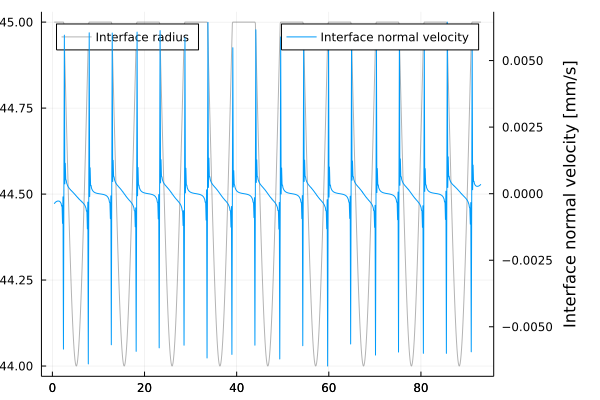 45.00
44.75
44.50
44.25
44.00
Interface radius
Interface normal velocity
0.0050
0.0025
0.0000
−0.0025
−0.0050
Interface normal velocity [mm/s]
0 20 40 60 80